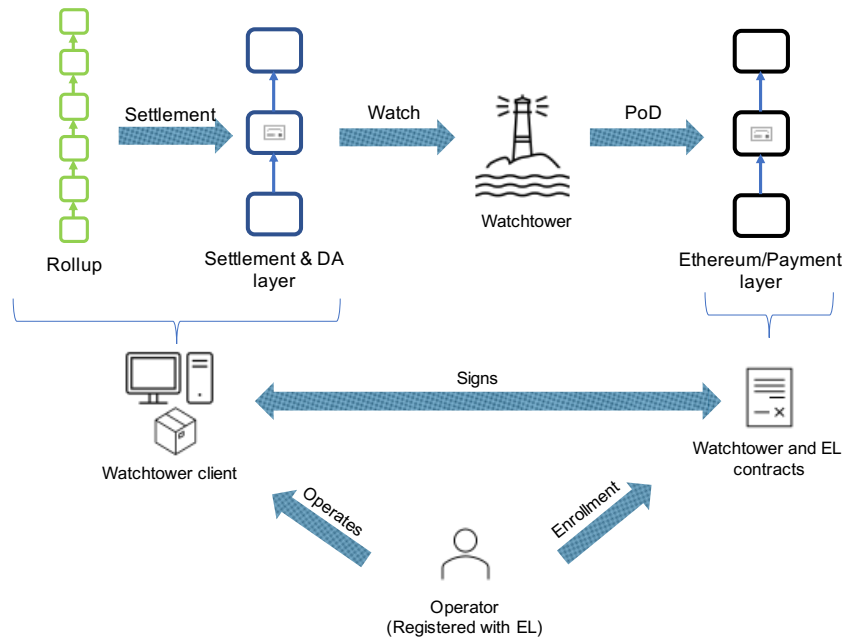 Settlement
Watch
PoD
Watchtower
Rollup
Settlement & DA
layer
Ethereum/Payment
layer
Signs
Watchtower client
Watchtower and EL
contracts
Operates
Enrollment
Operator
(Registered with EL)